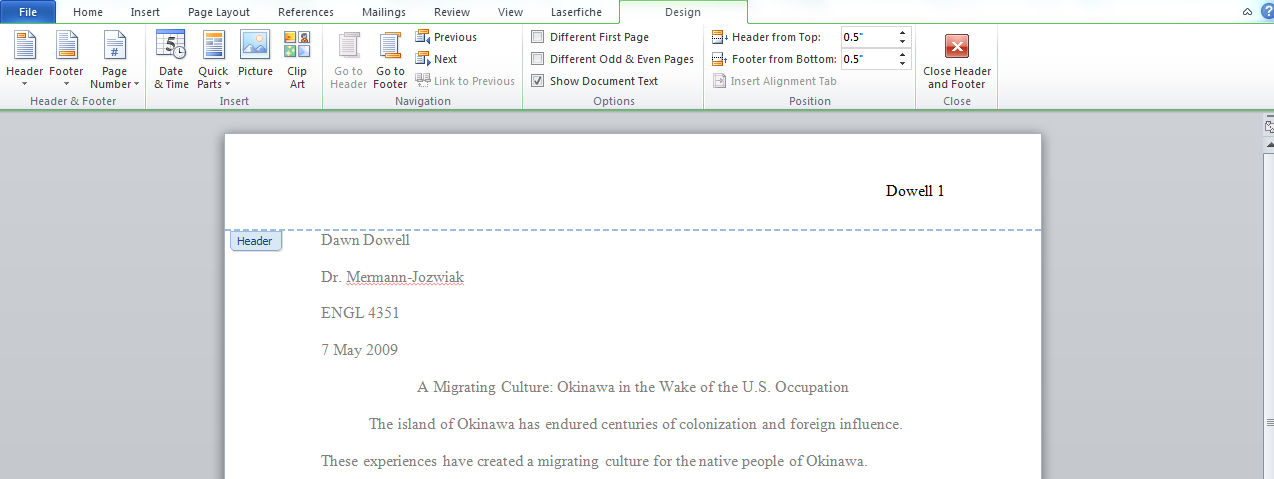 File Home Insert Page Layout References Mailings Review View Laserfiche Design
Header Footer Page Number
Header & Footer
5 Date & Time Quick Parts Picture Clip Art
Insert
Go to Header Go to Footer
Previous
Next
Link to Previous
Navigation
Different First Page
Different Odd & Even Pages
Show Document Text
Options
Header from Top: 0.5"
Footer from Bottom: 0.5"
Insert Alignment Tab
Position
Close Header and Footer
Close
Dowell 1
Header
Dawn Dowell
Dr. Mermann-Jozwiak
ENGL 4351
7 May 2009
A Migrating Culture: Okinawa in the Wake of the U.S. Occupation
The island of Okinawa has endured centuries of colonization and foreign influence.
These experiences have created a migrating culture for the native people of Okinawa.